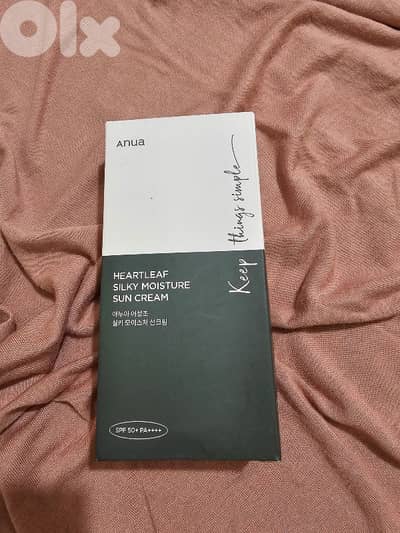 Olx
Anua
Keep things simple
HEARTLEAF
SILKY MOISTURE
SUN CREAM
아누아 어성초
실키 모이스처 선크림
SPF 50+ PA++++